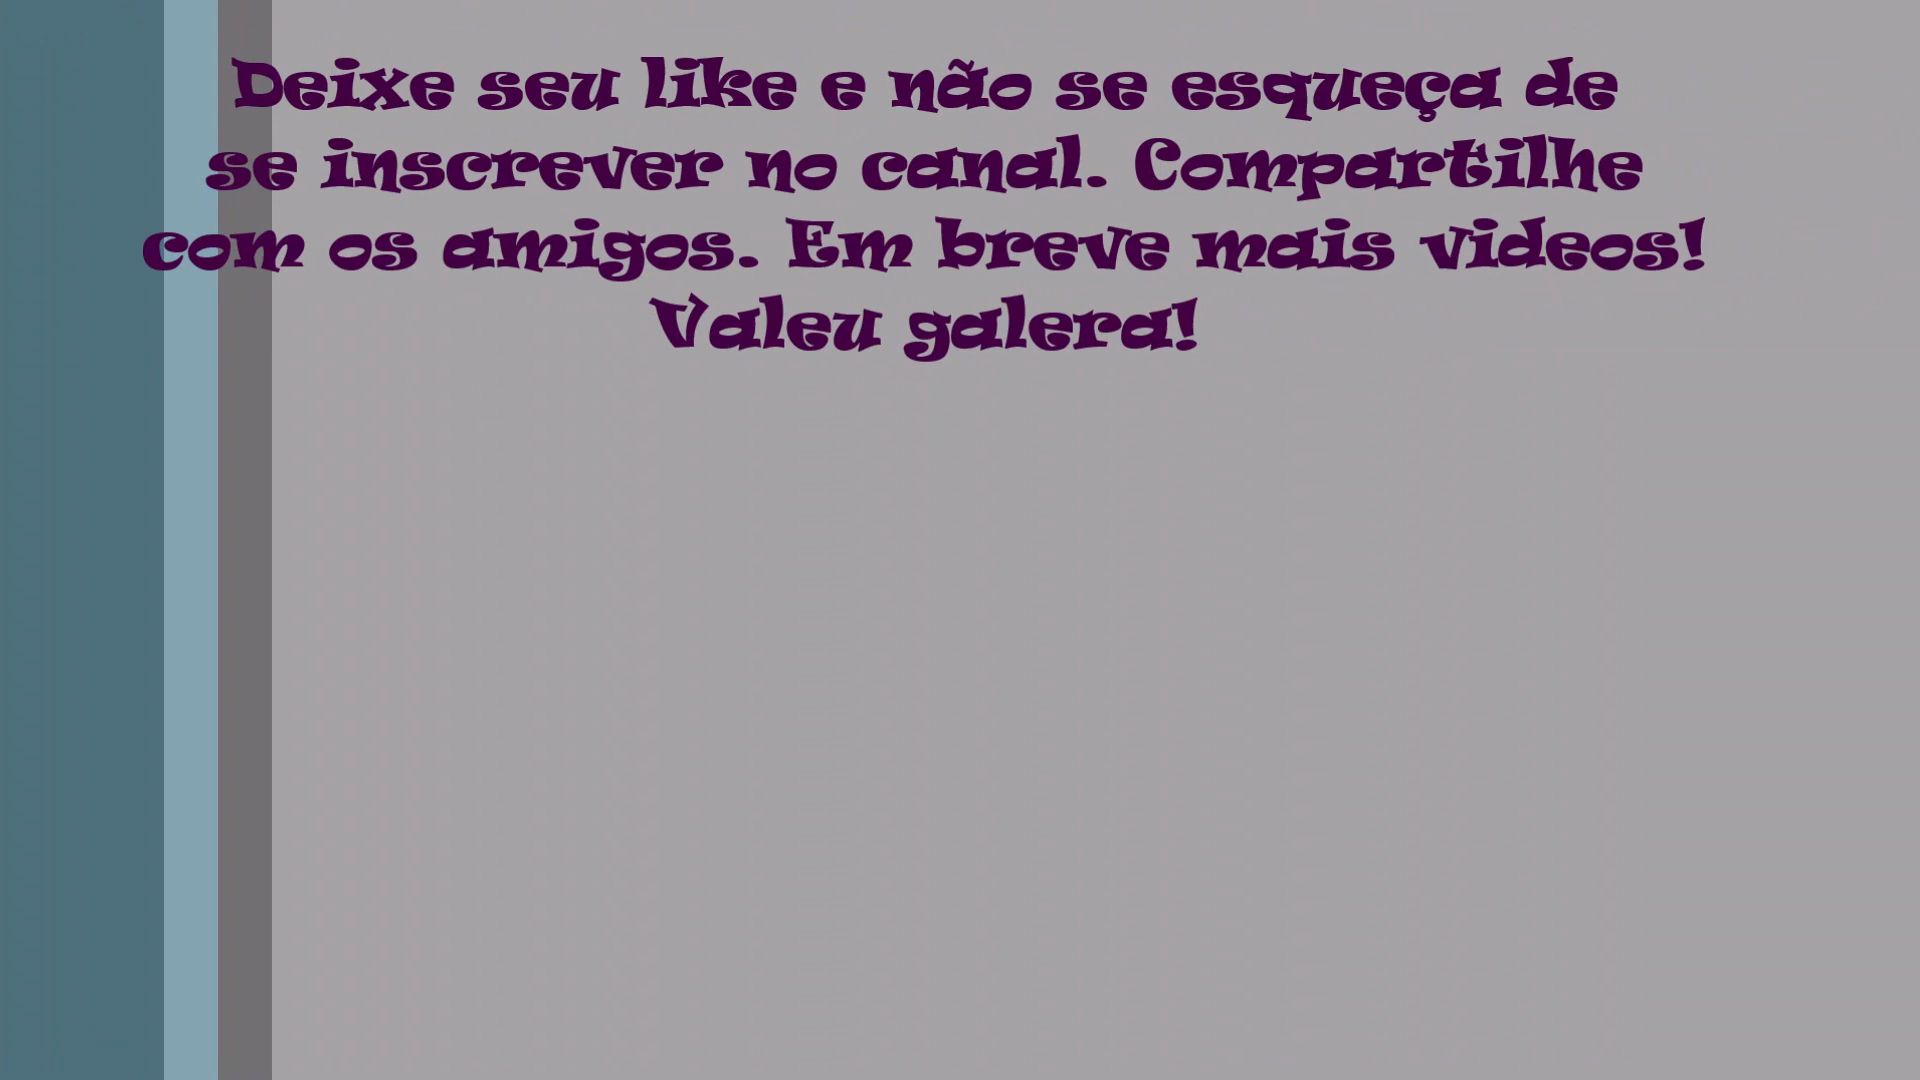 Deixe seu like e não se esqueça de
se inscrever no canal. Compartilhe
com os amigos. Em breve mais videos!
Valeu galera!